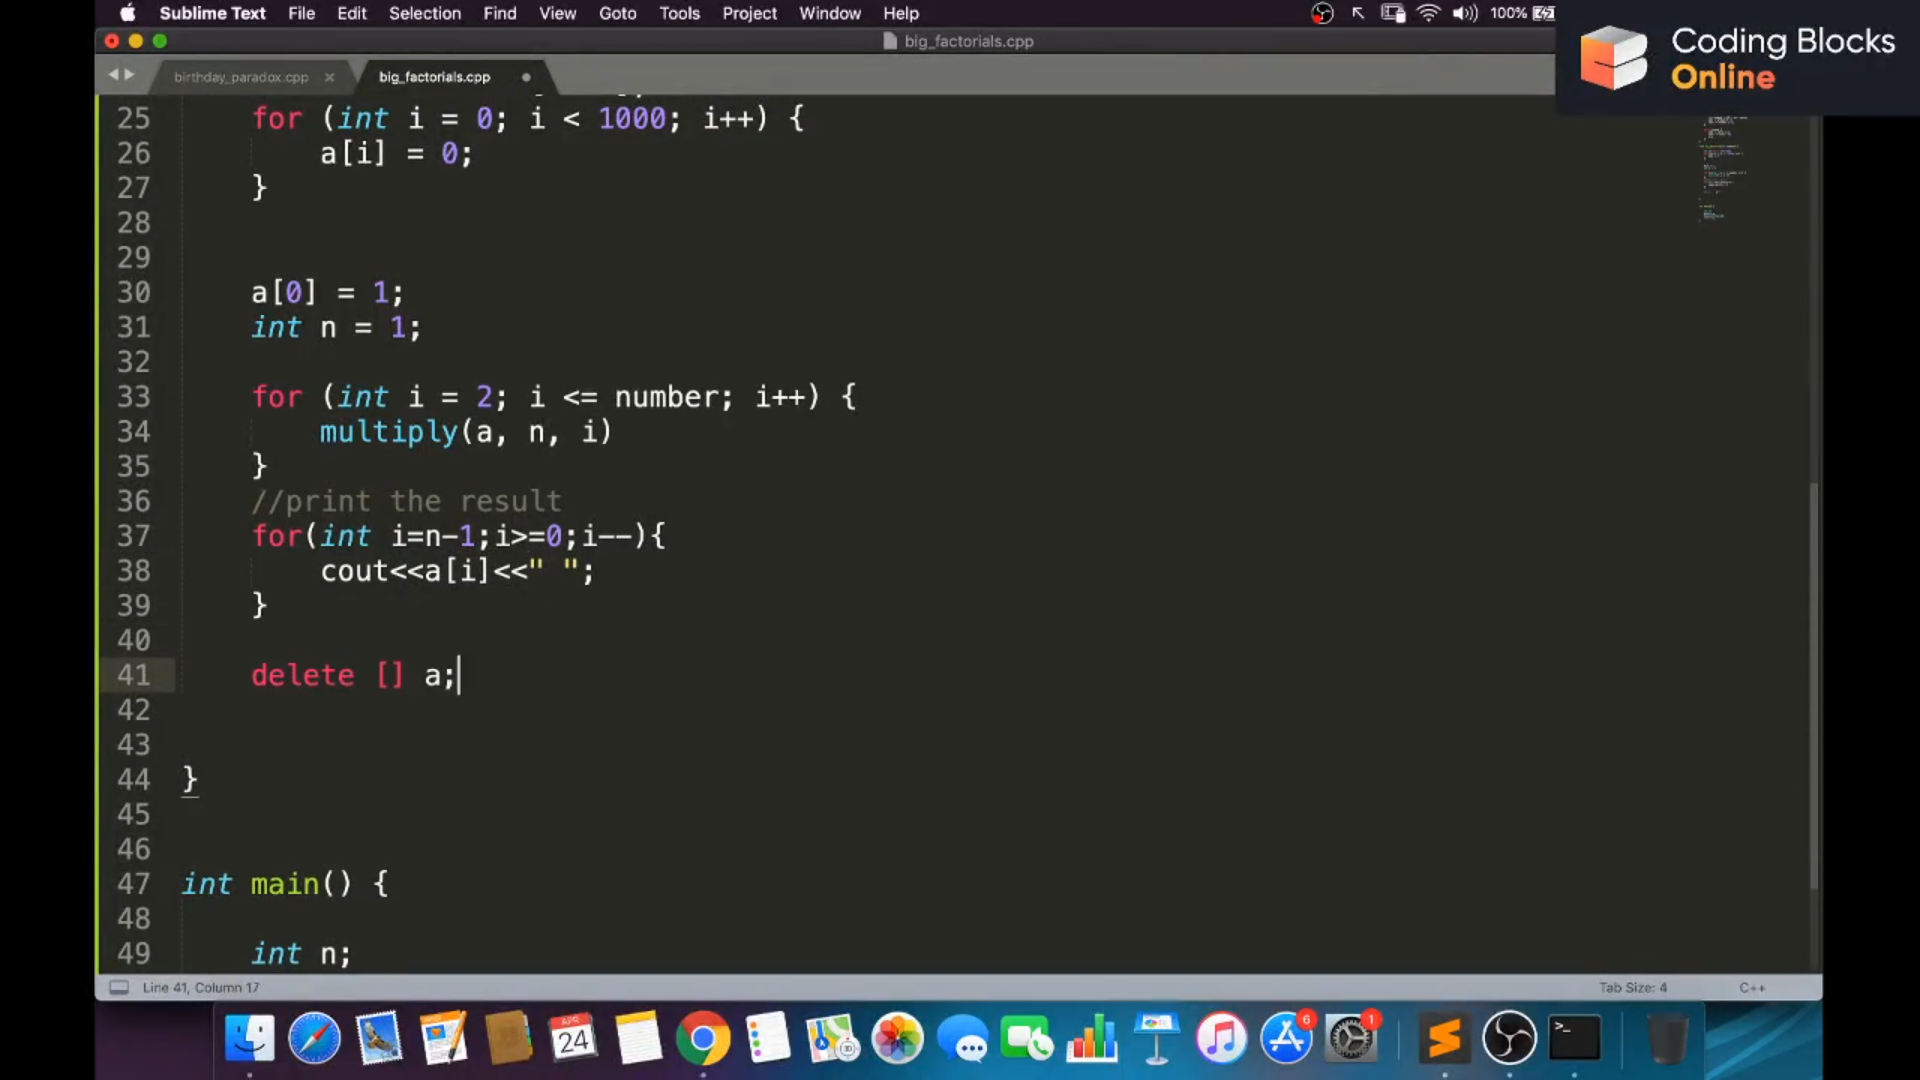 Sublime Text File Edit Selection Find View Goto Tools Project Window Help 100%
big_factorials.cpp
birthday_paradox.cpp × big_factorials.cpp
Coding Blocks
Online
25 for (int i = 0; i < 1000; i++) {
26 a[i] = 0;
27 }
28
29
30 a[0] = 1;
31 int n = 1;
32
33 for (int i = 2; i <= number; i++) {
34 multiply(a, n, i)
35 }
36 //print the result
37 for(int i=n-1;i>=0;i--){
38 cout<<a[i]<<" ";
39 }
40
41 delete [] a;
42
43
44 }
45
46
47 int main() {
48
49 int n;
Line 41, Column 17 Tab Size: 4 C++
APR
24
6
1
>_